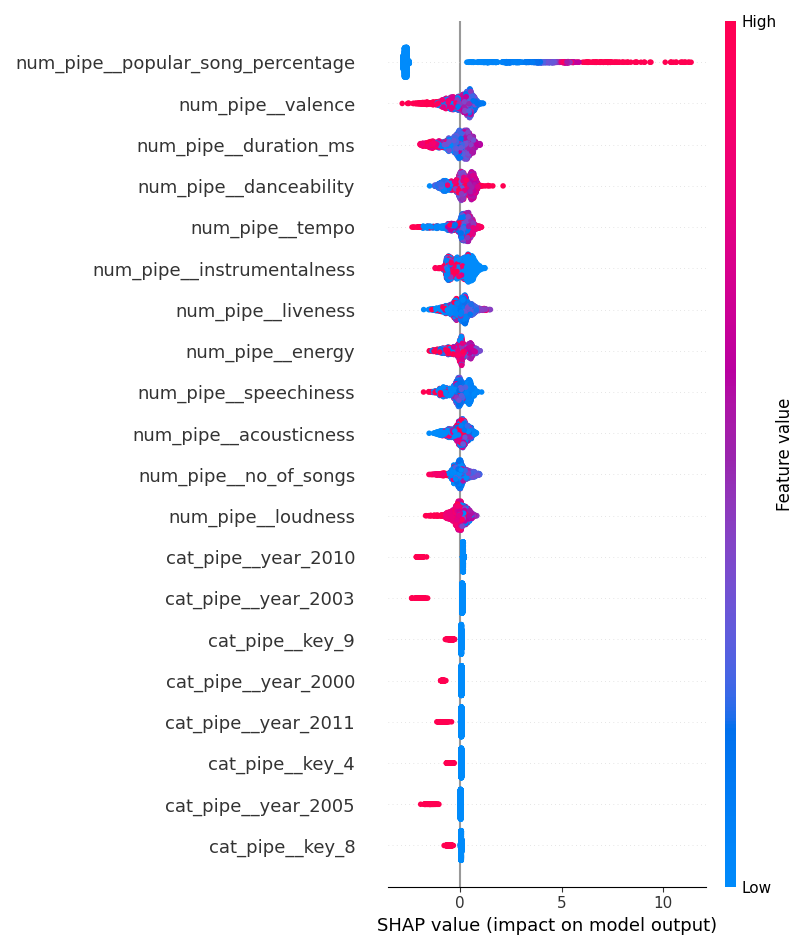 High
num_pipe__popular_song_percentage
num_pipe__valence
num_pipe__duration_ms
num_pipe__danceability
num_pipe__tempo
num_pipe__instrumentalness
num_pipe__liveness
num_pipe__energy
num_pipe__speechiness
num_pipe__acousticness
num_pipe__no_of_songs
num_pipe__loudness
cat_pipe__year_2010
cat_pipe__year_2003
cat_pipe__key_9
cat_pipe__year_2000
cat_pipe__year_2011
cat_pipe__key_4
cat_pipe__year_2005
cat_pipe__key_8
Feature value
Low
0 5 10
SHAP value (impact on model output)